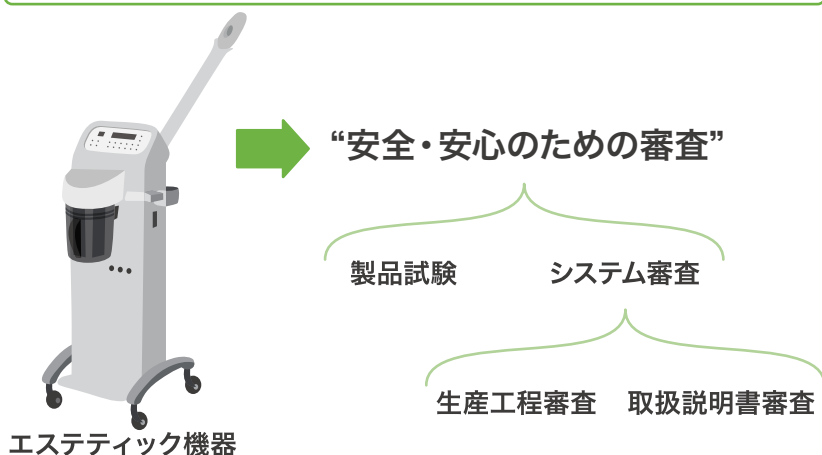 “安全・安心のための審査”
製品試験
システム審査
生産工程審査
取扱説明書審査
エステティック機器